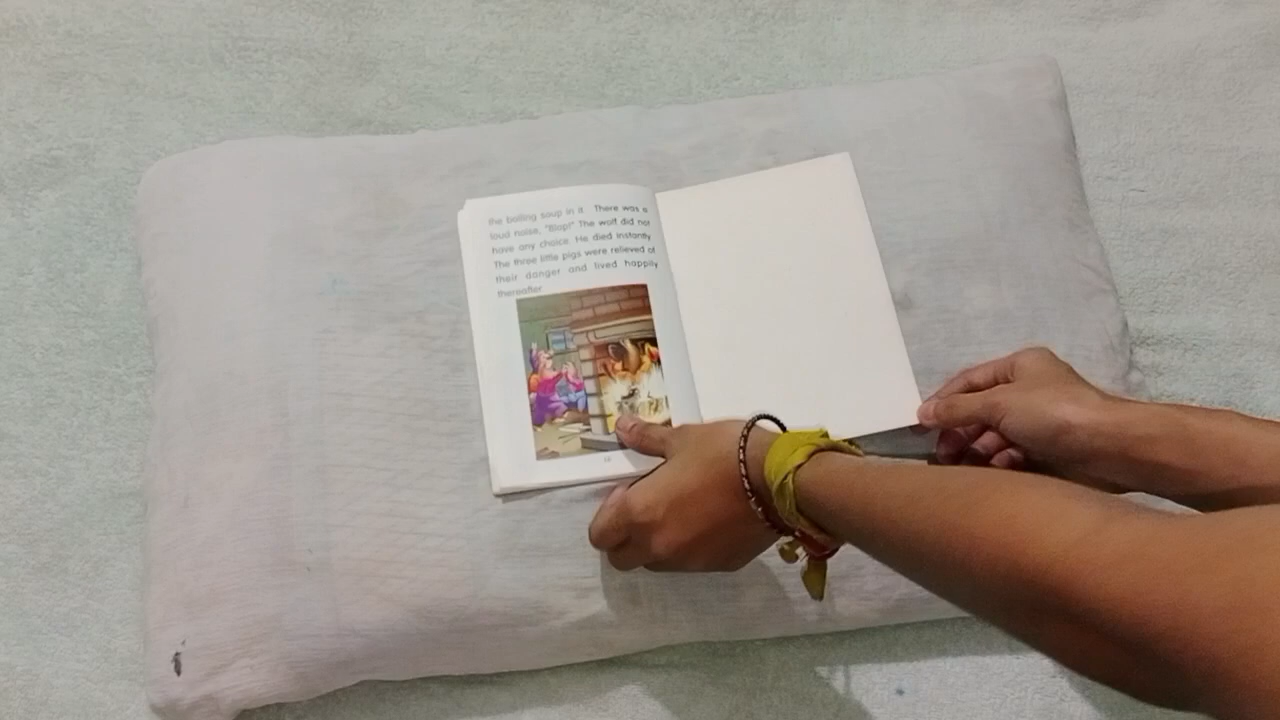 the boiling soup in it. There was a
loud noise, "Blap!" The wolf did not
have any choice. He died instantly.
The three little pigs were relieved of
their danger and lived happily
thereafter.